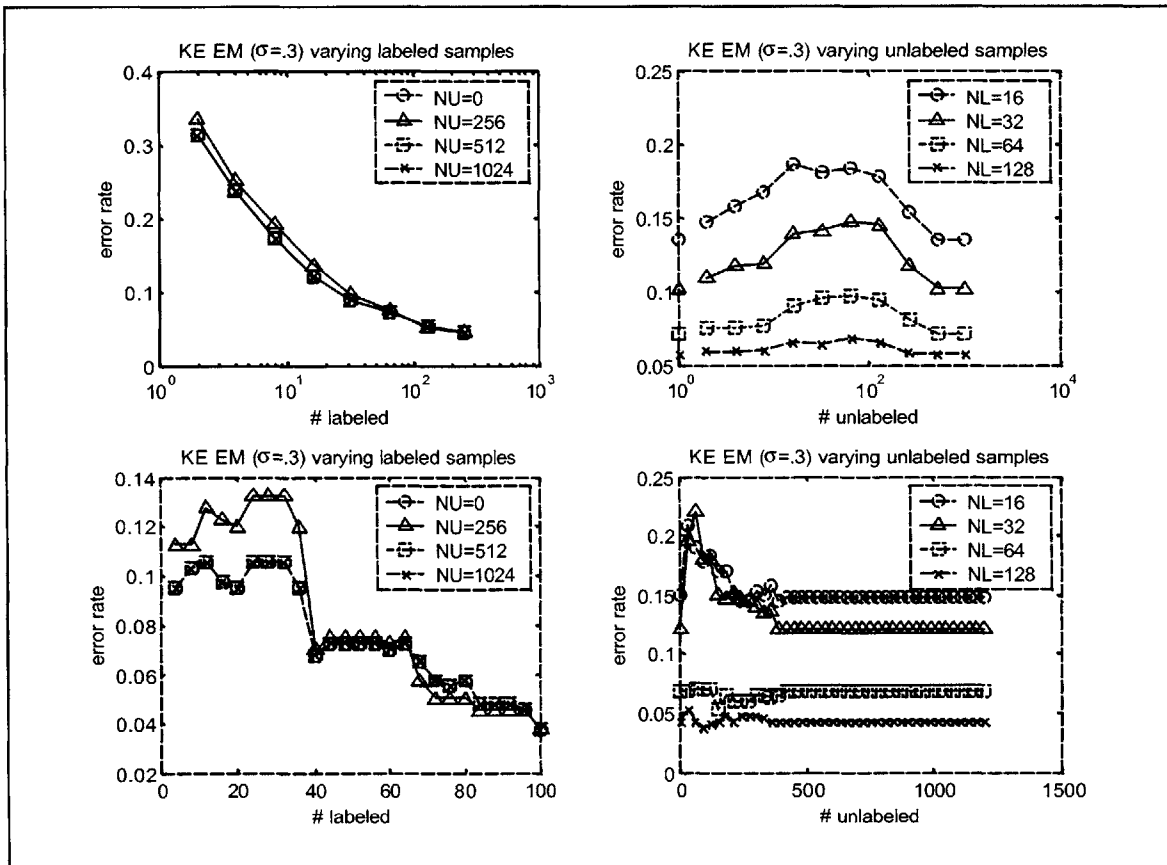 KE EM (σ=.3) varying labeled samples
0.4
0.3
0.2
0.1
0
10^0
10^1
10^2
10^3
error rate
# labeled
NU=0
NU=256
NU=512
NU=1024
KE EM (σ=.3) varying unlabeled samples
0.25
0.2
0.15
0.1
0.05
10^0
10^2
10^4
error rate
# unlabeled
NL=16
NL=32
NL=64
NL=128
KE EM (σ=.3) varying labeled samples
0.14
0.12
0.1
0.08
0.06
0.04
0.02
0
20
40
60
80
100
error rate
# labeled
NU=0
NU=256
NU=512
NU=1024
KE EM (σ=.3) varying unlabeled samples
0.25
0.2
0.15
0.1
0.05
0
0
500
1000
1500
error rate
# unlabeled
NL=16
NL=32
NL=64
NL=128